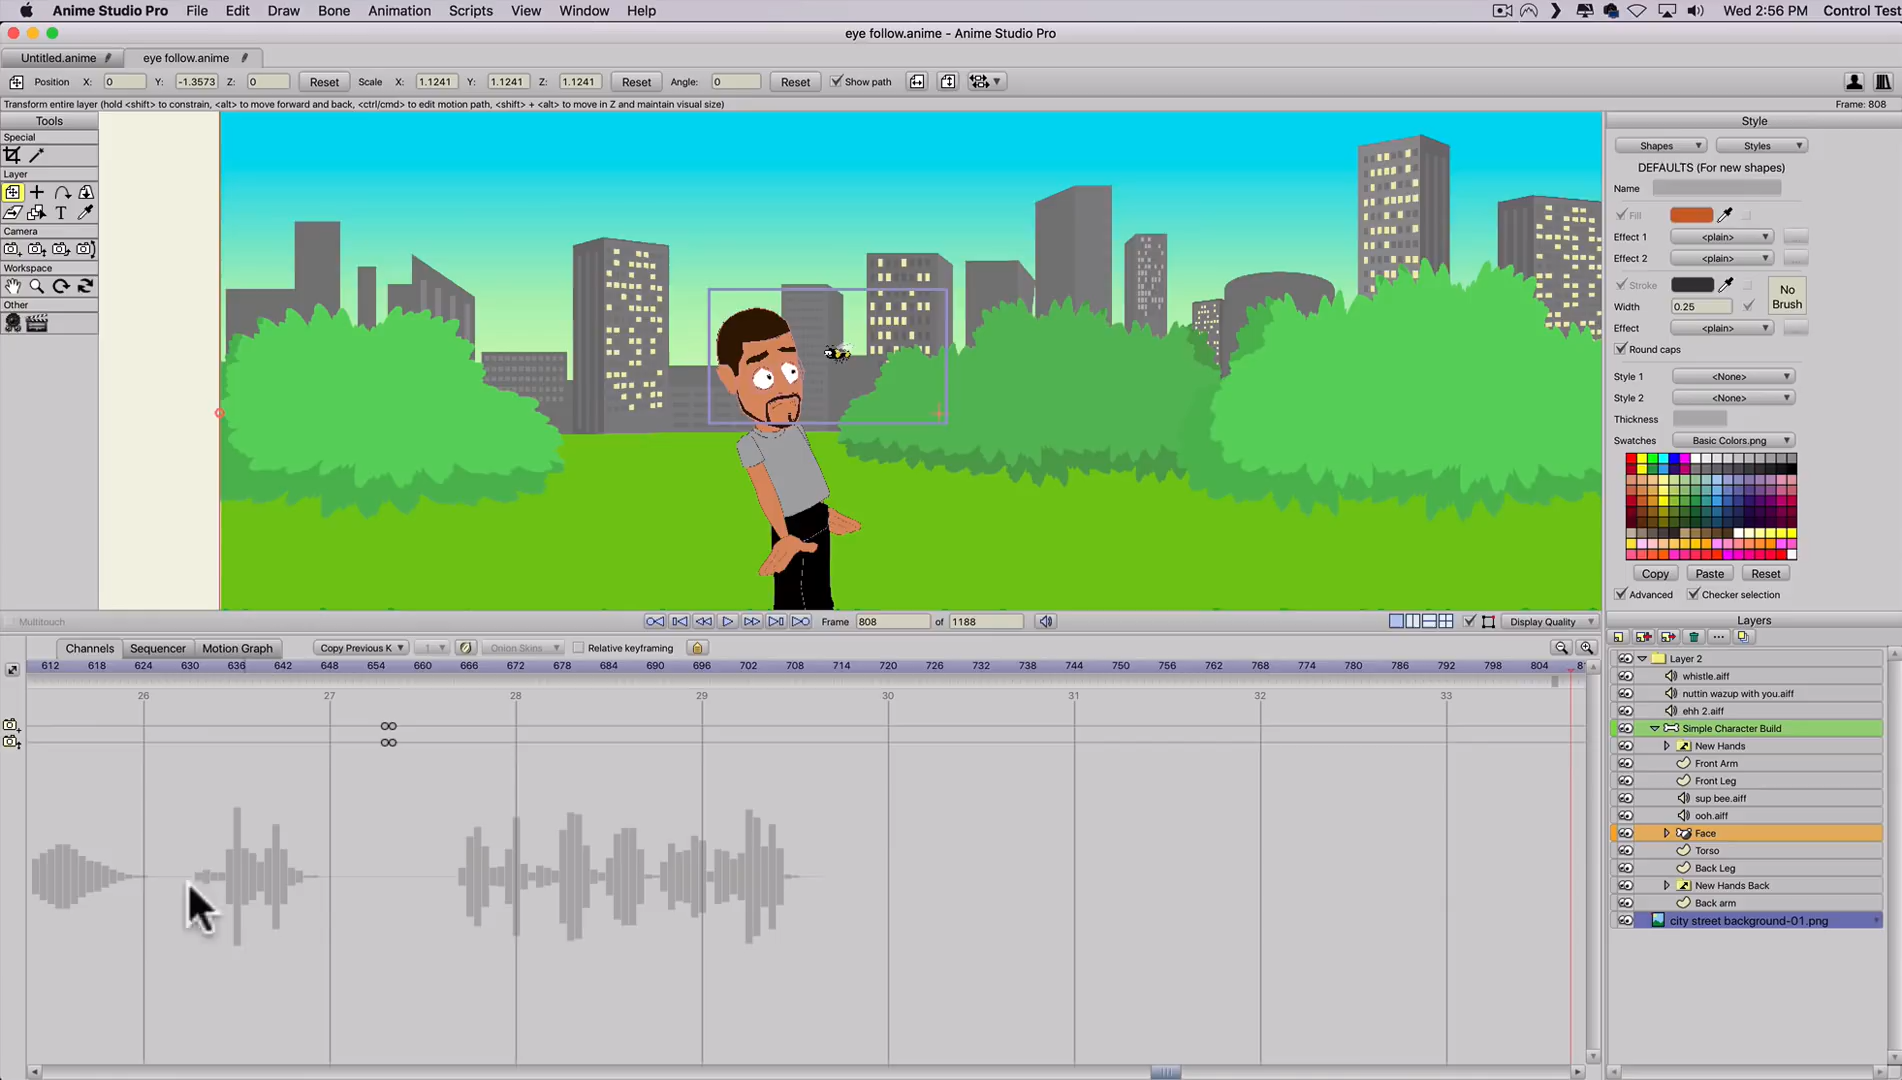 Anime Studio Pro File Edit Draw Bone Animation Scripts View Window Help Wed 2:56 PM Control Test
eye follow.anime - Anime Studio Pro
Untitled.anime eye follow.anime
Position X: 0 Y: -1.3573 Z: 0 Reset Scale X: 1.1241 Y: 1.1241 Z: 1.1241 Reset Angle: 0 Reset Show path
Transform entire layer (hold <shift> to constrain, <alt> to move forward and back, <ctrl/cmd> to edit motion path, <shift> + <alt> to move in Z and maintain visual size) Frame: 808
Tools
Special
Layer
T
Camera
Workspace
Other
Style
Shapes Styles
DEFAULTS (For new shapes)
Name
Fill
Effect 1 <plain> ...
Effect 2 <plain> ...
Stroke
No Brush
Width 0.25
Effect <plain> ...
Round caps
Style 1 <None>
Style 2 <None>
Thickness
Swatches Basic Colors.png
Copy Paste Reset
Advanced Checker selection
Multitouch Frame 808 of 1188 Display Quality
Channels Sequencer Motion Graph Copy Previous K 1 Onion Skins Relative keyframing
612 618 624 630 636 642 648 654 660 666 672 678 684 690 696 702 708 714 720 726 732 738 744 750 756 762 768 774 780 786 792 798 804
26 27 28 29 30 31 32 33
Layers
Layer 2
whistle.aiff
nuttin wazup with you.aiff
ehh 2.aiff
Simple Character Build
New Hands
Front Arm
Front Leg
sup bee.aiff
ooh.aiff
Face
Torso
Back Leg
New Hands Back
Back arm
city street background-01.png